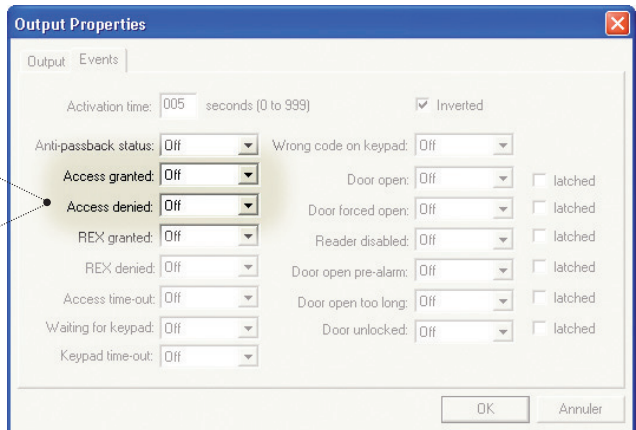 Output Properties
Output Events
Activation time: 005 seconds (0 to 999) Inverted
Anti-passback status: Off Wrong code on keypad: Off
Access granted: Off Door open: Off latched
Access denied: Off Door forced open: Off latched
REX granted: Off Reader disabled: Off latched
REX denied: Off Door open pre-alarm: Off latched
Access time-out: Off Door open too long: Off latched
Waiting for keypad: Off Door unlocked: Off latched
Keypad time-out: Off
OK Annuler